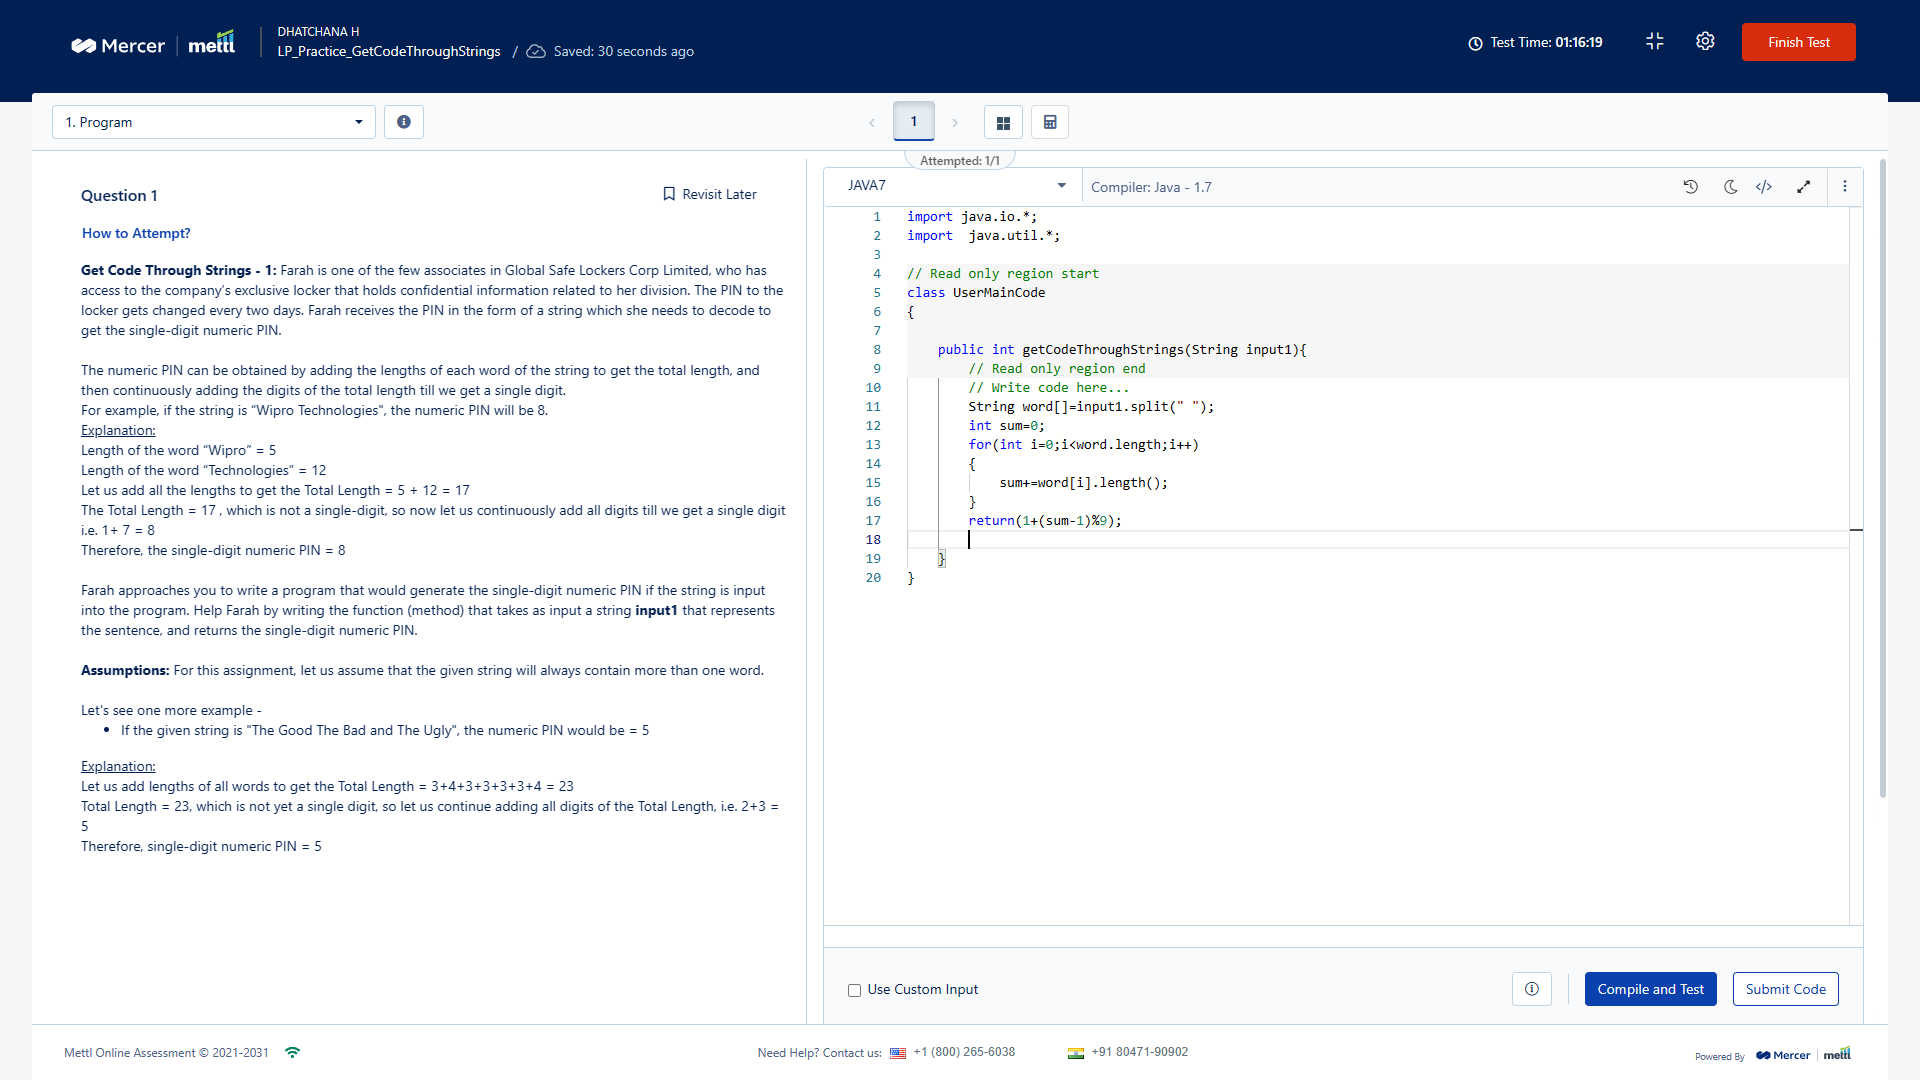 Mercer | mettl
DHATCHANA H
LP_Practice_GetCodeThroughStrings / Saved: 30 seconds ago
Test Time: 01:16:19
Finish Test
1. Program
1
Attempted: 1/1
Question 1
Revisit Later
How to Attempt?
Get Code Through Strings - 1: Farah is one of the few associates in Global Safe Lockers Corp Limited, who has
access to the company's exclusive locker that holds confidential information related to her division. The PIN to the
locker gets changed every two days. Farah receives the PIN in the form of a string which she needs to decode to
get the single-digit numeric PIN.
The numeric PIN can be obtained by adding the lengths of each word of the string to get the total length, and
then continuously adding the digits of the total length till we get a single digit.
For example, if the string is "Wipro Technologies", the numeric PIN will be 8.
Explanation:
Length of the word “Wipro” = 5
Length of the word “Technologies” = 12
Let us add all the lengths to get the Total Length = 5 + 12 = 17
The Total Length = 17 , which is not a single-digit, so now let us continuously add all digits till we get a single digit
i.e. 1+ 7 = 8
Therefore, the single-digit numeric PIN = 8
Farah approaches you to write a program that would generate the single-digit numeric PIN if the string is input
into the program. Help Farah by writing the function (method) that takes as input a string input1 that represents
the sentence, and returns the single-digit numeric PIN.
Assumptions: For this assignment, let us assume that the given string will always contain more than one word.
Let's see one more example -
• If the given string is "The Good The Bad and The Ugly", the numeric PIN would be = 5
Explanation:
Let us add lengths of all words to get the Total Length = 3+4+3+3+3+3+4 = 23
Total Length = 23, which is not yet a single digit, so let us continue adding all digits of the Total Length, i.e. 2+3 =
5
Therefore, single-digit numeric PIN = 5
JAVA7
Compiler: Java - 1.7
1 import java.io.*;
2 import  java.util.*;
3
4 // Read only region start
5 class UserMainCode
6 {
7
8     public int getCodeThroughStrings(String input1){
9         // Read only region end
10         // Write code here...
11         String word[]=input1.split(" ");
12         int sum=0;
13         for(int i=0;i<word.length;i++)
14         {
15             sum+=word[i].length();
16         }
17         return(1+(sum-1)%9);
18
19     }
20 }
Use Custom Input
Compile and Test
Submit Code
Mettl Online Assessment © 2021-2031
Need Help? Contact us: +1 (800) 265-6038
+91 80471-90902
Powered By Mercer | mettl